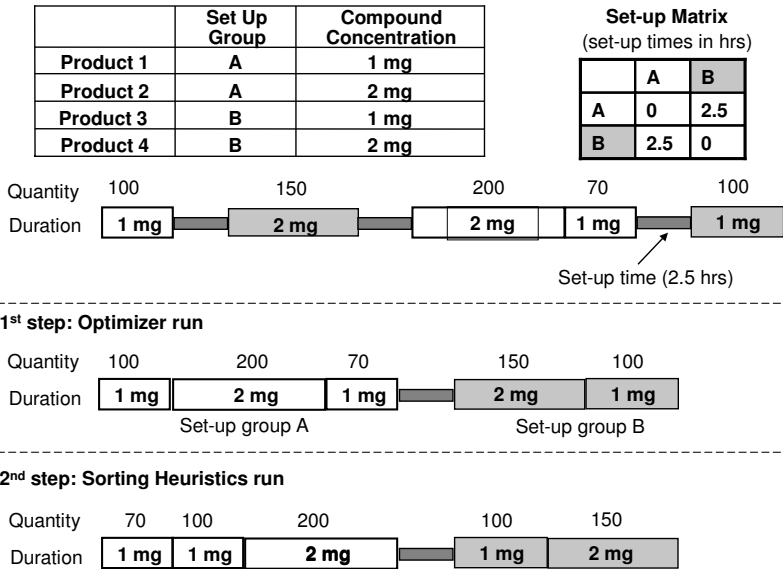 Set Up Group Compound Concentration
Product 1 A 1 mg
Product 2 A 2 mg
Product 3 B 1 mg
Product 4 B 2 mg
Set-up Matrix
(set-up times in hrs)
A B
A 0 2.5
B 2.5 0
Quantity 100 150 200 70 100
Duration 1 mg 2 mg 2 mg 1 mg 1 mg
Set-up time (2.5 hrs)
1st step: Optimizer run
Quantity 100 200 70 150 100
Duration 1 mg 2 mg 1 mg 2 mg 1 mg
Set-up group A Set-up group B
2nd step: Sorting Heuristics run
Quantity 70 100 200 100 150
Duration 1 mg 1 mg 2 mg 1 mg 2 mg